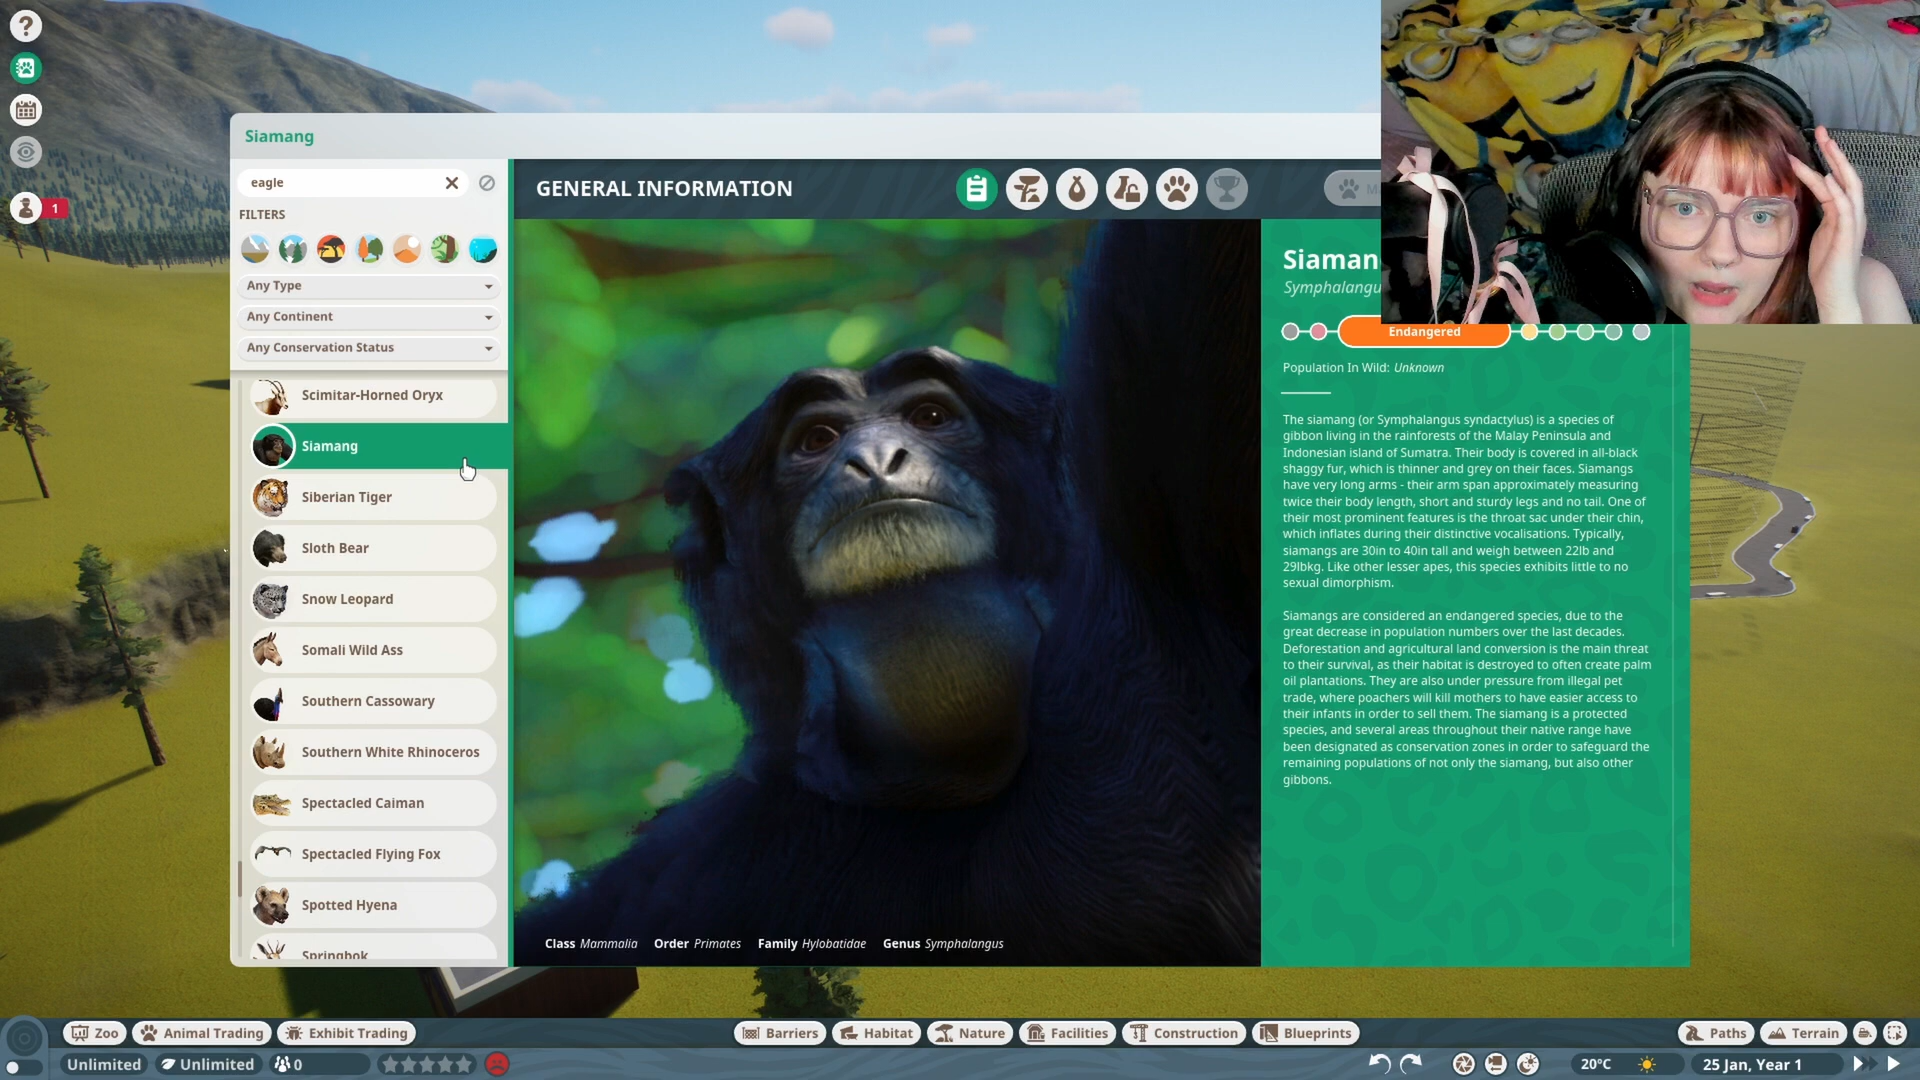 ?
1
Siamang
eagle
FILTERS
Any Type
Any Continent
Any Conservation Status
Scimitar-Horned Oryx
Siamang
Siberian Tiger
Sloth Bear
Snow Leopard
Somali Wild Ass
Southern Cassowary
Southern White Rhinoceros
Spectacled Caiman
Spectacled Flying Fox
Spotted Hyena
Springbok
GENERAL INFORMATION
Endangered
Population In Wild: Unknown
The siamang (or Symphalangus syndactylus) is a species of
gibbon living in the rainforests of the Malay Peninsula and
Indonesian island of Sumatra. Their body is covered in all-black
shaggy fur, which is thinner and grey on their faces. Siamangs
have very long arms - their arm span approximately measuring
twice their body length, short and sturdy legs and no tail. One of
their most prominent features is the throat sac under their chin,
which inflates during their distinctive vocalisations. Typically,
siamangs are 30in to 40in tall and weigh between 22lb and
29lbkg. Like other lesser apes, this species exhibits little to no
sexual dimorphism.
Siamangs are considered an endangered species, due to the
great decrease in population numbers over the last decades.
Deforestation and agricultural land conversion is the main threat
to their survival, as their habitat is destroyed to often create palm
oil plantations. They are also under pressure from illegal pet
trade, where poachers will kill mothers to have easier access to
their infants in order to sell them. The siamang is a protected
species, and several areas throughout their native range have
been designated as conservation zones in order to safeguard the
remaining populations of not only the siamang, but also other
gibbons.
Class Mammalia Order Primates Family Hylobatidae Genus Symphalangus
Zoo Animal Trading Exhibit Trading Barriers Habitat Nature Facilities Construction Blueprints Paths Terrain
Unlimited Unlimited 0 20°C 25 Jan, Year 1